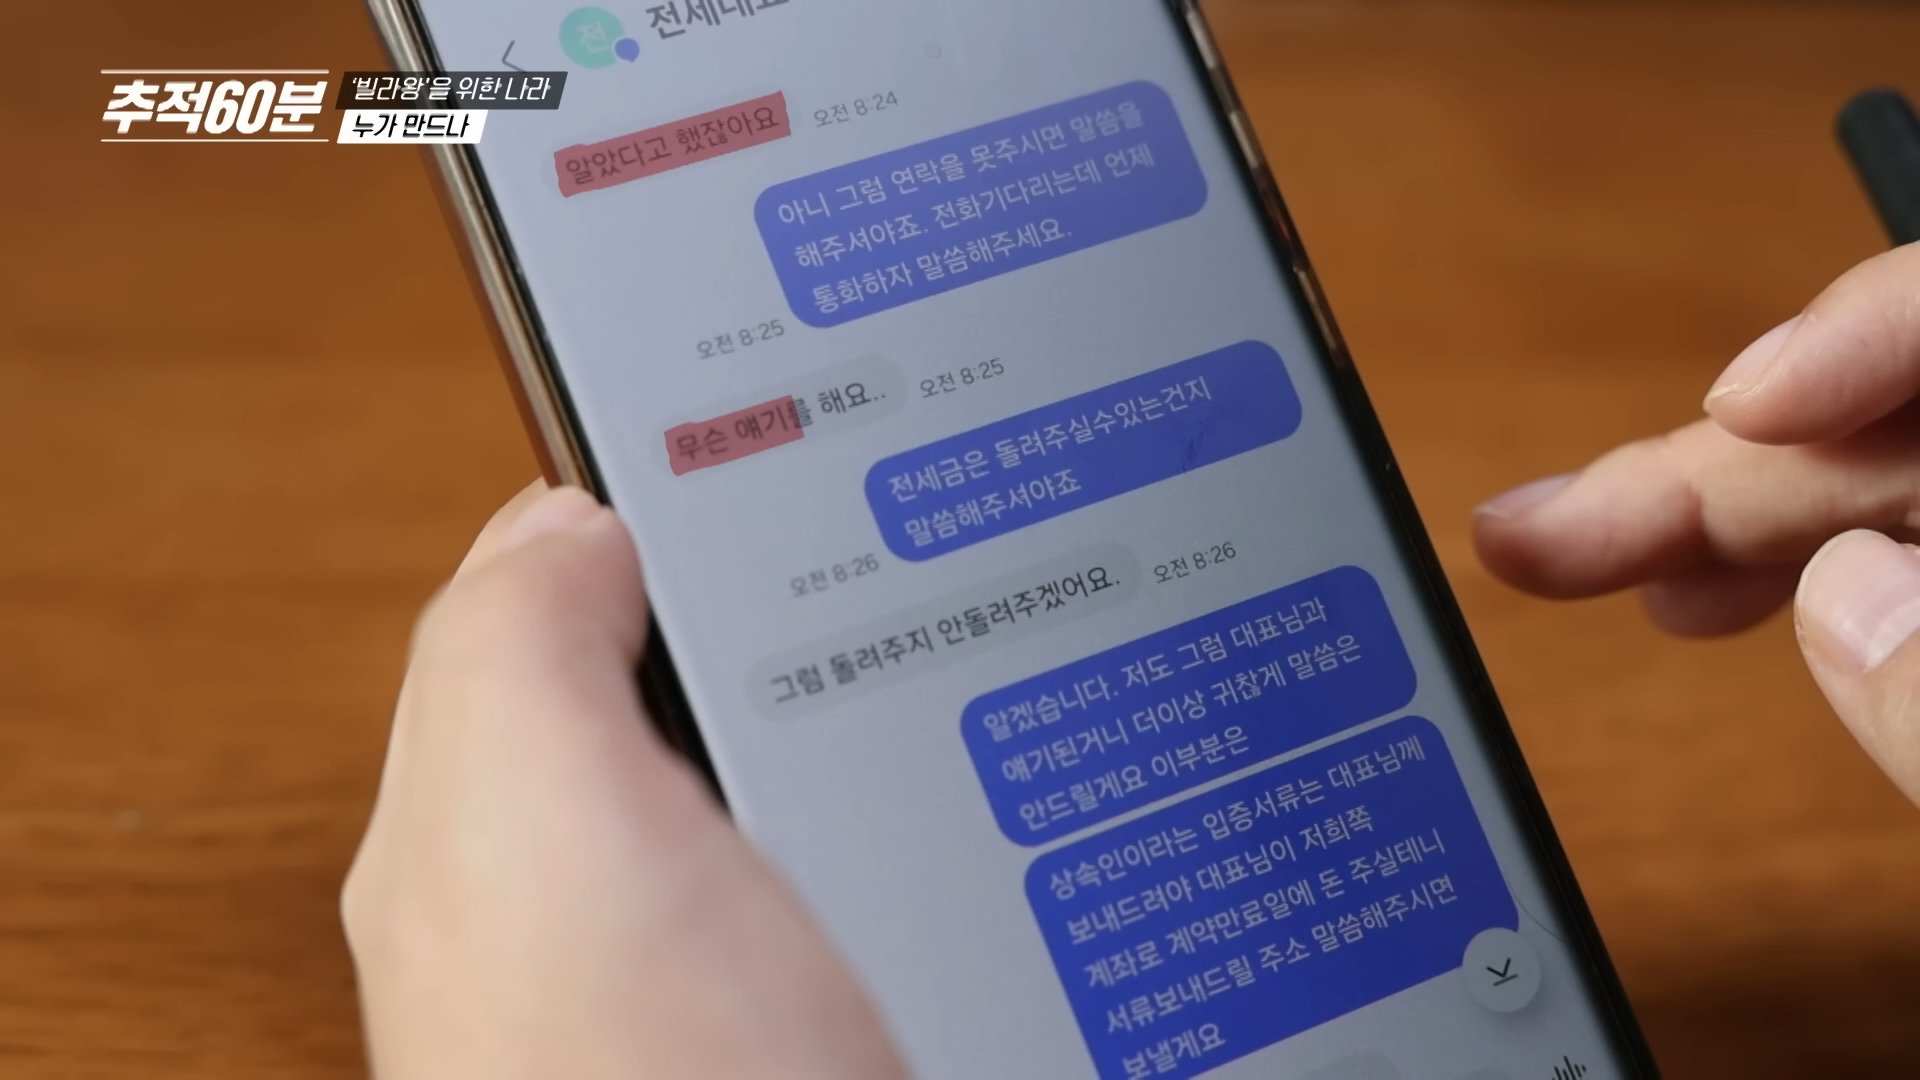 추적60분
‘빌라왕’을 위한 나라
누가 만드나
전
전세대표
알았다고 했잖아요
오전 8:24
아니 그럼 연락을 못주시면 말씀을
해주셔야죠. 전화기다리는데 언제
통화하자 말씀해주세요.
오전 8:25
무슨 얘기를 해요..
오전 8:25
전세금은 돌려주실수있는건지
말씀해주셔야죠
오전 8:26
그럼 돌려주지 안돌려주겠어요.
오전 8:26
알겠습니다. 저도 그럼 대표님과
얘기된거니 더이상 귀찮게 말씀은
안드릴게요 이부분은
상속인이라는 입증서류는 대표님께
보내드려야 대표님이 저희쪽
계좌로 계약만료일에 돈 주실테니
서류보내드릴 주소 말씀해주시면
보낼게요